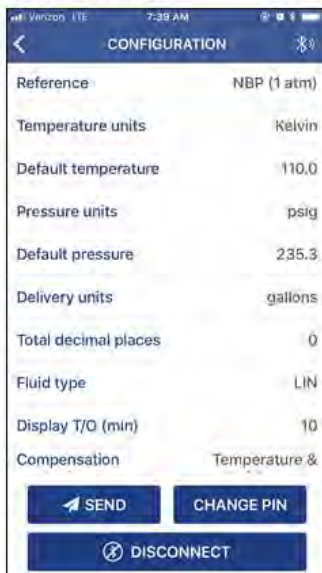 Verizon LTE 7:39 AM
CONFIGURATION
Reference NBP (1 atm)
Temperature units Kelvin
Default temperature 110.0
Pressure units psig
Default pressure 235.3
Delivery units gallons
Total decimal places 0
Fluid type LIN
Display T/O (min) 10
Compensation Temperature &
SEND CHANGE PIN
DISCONNECT